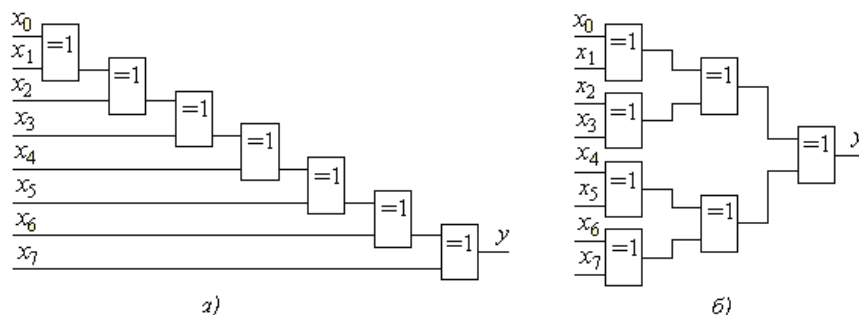 x0
x1
x2
x3
x4
x5
x6
x7
=1
=1
=1
=1
=1
=1
=1
y
а)
x0
x1
x2
x3
x4
x5
x6
x7
=1
=1
=1
=1
=1
=1
=1
y
б)